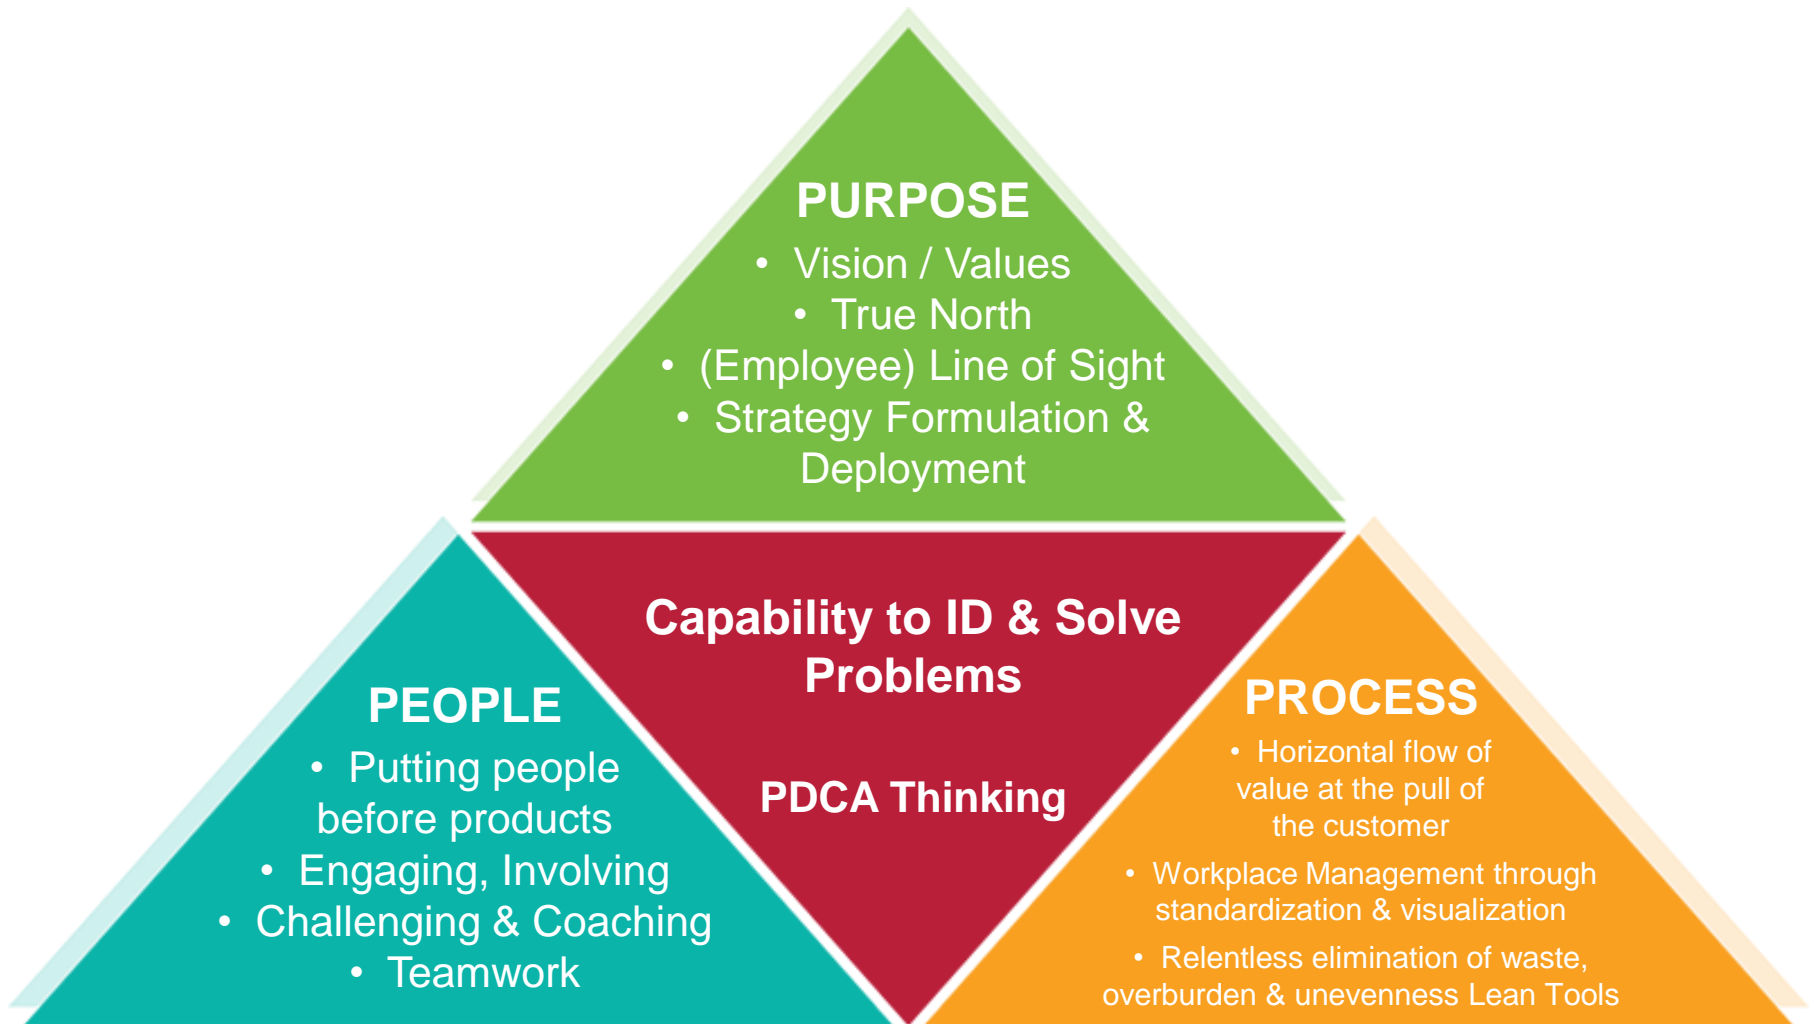 PURPOSE
• Vision / Values
• True North
• (Employee) Line of Sight
• Strategy Formulation &
Deployment
Capability to ID & Solve
Problems
PDCA Thinking
PEOPLE
• Putting people
before products
• Engaging, Involving
• Challenging & Coaching
• Teamwork
PROCESS
• Horizontal flow of
value at the pull of
the customer
• Workplace Management through
standardization & visualization
• Relentless elimination of waste,
overburden & unevenness Lean Tools